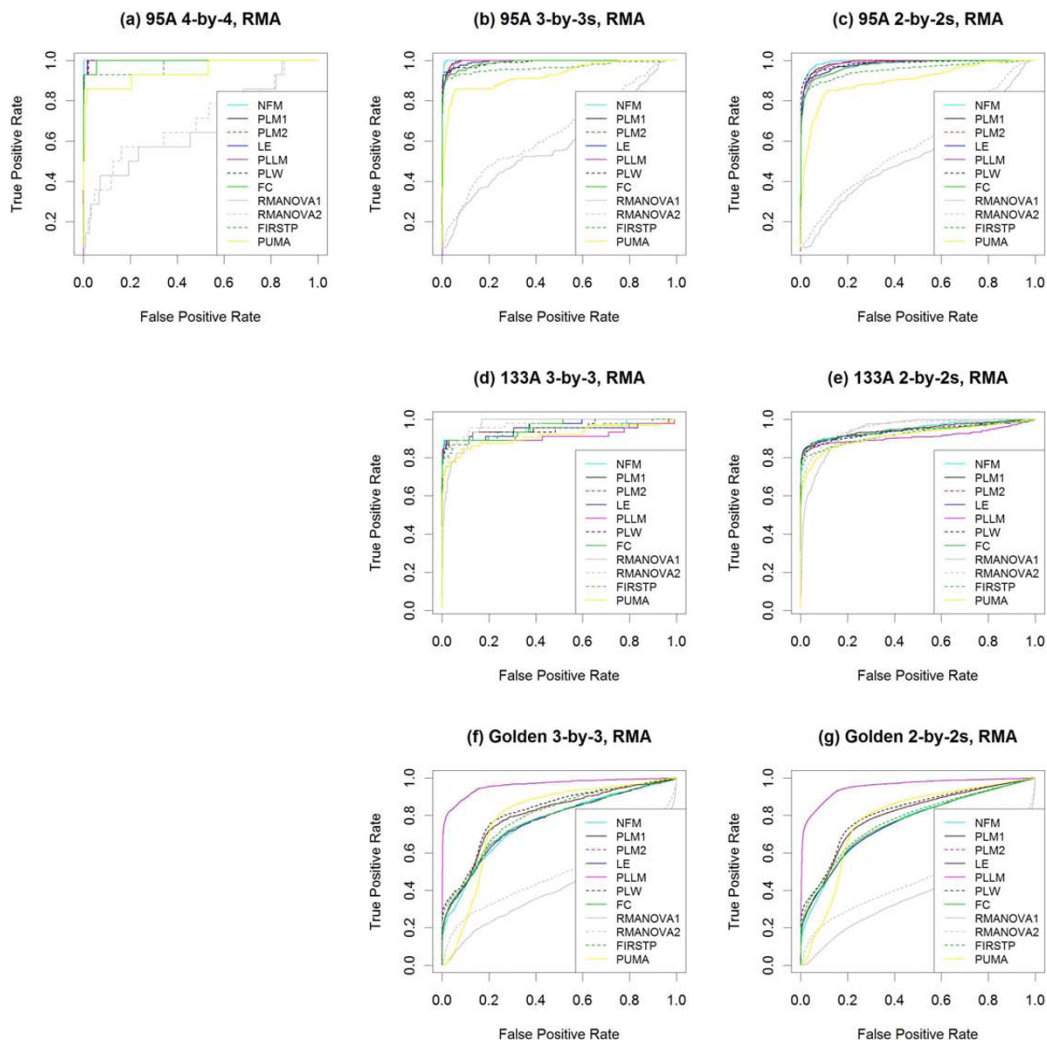 (a) 95A 4-by-4, RMA
True Positive Rate
1.0
0.8
0.6
0.4
0.2
NFM
PLM1
PLM2
LE
PLLM
PLW
FC
RMANOVA1
RMANOVA2
FIRSTP
PUMA
0.0 0.2 0.4 0.6 0.8 1.0
False Positive Rate
(b) 95A 3-by-3s, RMA
True Positive Rate
1.0
0.8
0.6
0.4
0.2
NFM
PLM1
PLM2
LE
PLLM
PLW
FC
RMANOVA1
RMANOVA2
FIRSTP
PUMA
0.0 0.2 0.4 0.6 0.8 1.0
False Positive Rate
(c) 95A 2-by-2s, RMA
True Positive Rate
1.0
0.8
0.6
0.4
0.2
NFM
PLM1
PLM2
LE
PLLM
PLW
FC
RMANOVA1
RMANOVA2
FIRSTP
PUMA
0.0 0.2 0.4 0.6 0.8 1.0
False Positive Rate
(d) 133A 3-by-3, RMA
True Positive Rate
1.0
0.8
0.6
0.4
0.2
0.0
NFM
PLM1
PLM2
LE
PLLM
PLW
FC
RMANOVA1
RMANOVA2
FIRSTP
PUMA
0.0 0.2 0.4 0.6 0.8 1.0
False Positive Rate
(e) 133A 2-by-2s, RMA
True Positive Rate
1.0
0.8
0.6
0.4
0.2
0.0
NFM
PLM1
PLM2
LE
PLLM
PLW
FC
RMANOVA1
RMANOVA2
FIRSTP
PUMA
0.0 0.2 0.4 0.6 0.8 1.0
False Positive Rate
(f) Golden 3-by-3, RMA
True Positive Rate
1.0
0.8
0.6
0.4
0.2
0.0
NFM
PLM1
PLM2
LE
PLLM
PLW
FC
RMANOVA1
RMANOVA2
FIRSTP
PUMA
0.0 0.2 0.4 0.6 0.8 1.0
False Positive Rate
(g) Golden 2-by-2s, RMA
True Positive Rate
1.0
0.8
0.6
0.4
0.2
0.0
NFM
PLM1
PLM2
LE
PLLM
PLW
FC
RMANOVA1
RMANOVA2
FIRSTP
PUMA
0.0 0.2 0.4 0.6 0.8 1.0
False Positive Rate